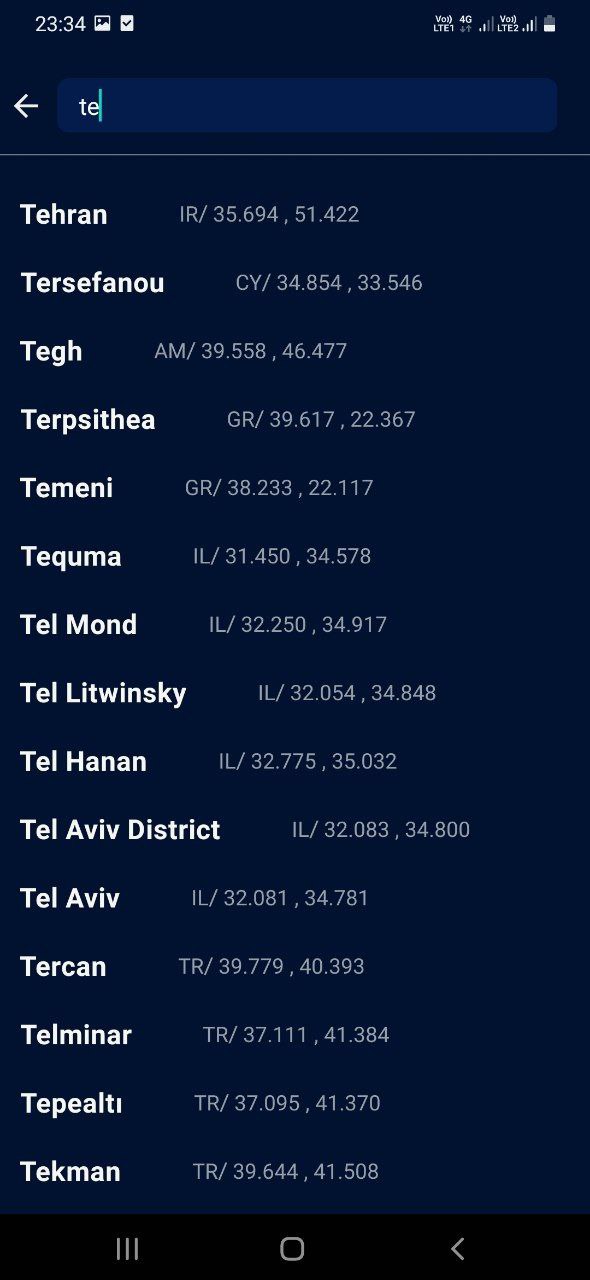 23:34 Vo)) LTE1 4G Vo)) LTE2
te
Tehran IR/ 35.694 , 51.422
Tersefanou CY/ 34.854 , 33.546
Tegh AM/ 39.558 , 46.477
Terpsithea GR/ 39.617 , 22.367
Temeni GR/ 38.233 , 22.117
Tequma IL/ 31.450 , 34.578
Tel Mond IL/ 32.250 , 34.917
Tel Litwinsky IL/ 32.054 , 34.848
Tel Hanan IL/ 32.775 , 35.032
Tel Aviv District IL/ 32.083 , 34.800
Tel Aviv IL/ 32.081 , 34.781
Tercan TR/ 39.779 , 40.393
Telminar TR/ 37.111 , 41.384
Tepealtı TR/ 37.095 , 41.370
Tekman TR/ 39.644 , 41.508